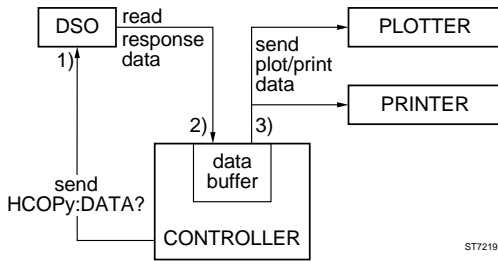 DSO
1)
read
response
data
send
plot/print
data
PLOTTER
PRINTER
2)
3)
data
buffer
send
HCOPy:DATA?
CONTROLLER
ST7219